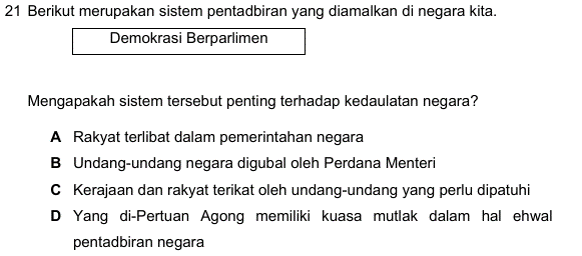 21 Berikut merupakan sistem pentadbiran yang diamalkan di negara kita.
Demokrasi Berparlimen
Mengapakah sistem tersebut penting terhadap kedaulatan negara?
A Rakyat terlibat dalam pemerintahan negara
B Undang-undang negara digubal oleh Perdana Menteri
C Kerajaan dan rakyat terikat oleh undang-undang yang perlu dipatuhi
D Yang di-Pertuan Agong memiliki kuasa mutlak dalam hal ehwal
pentadbiran negara